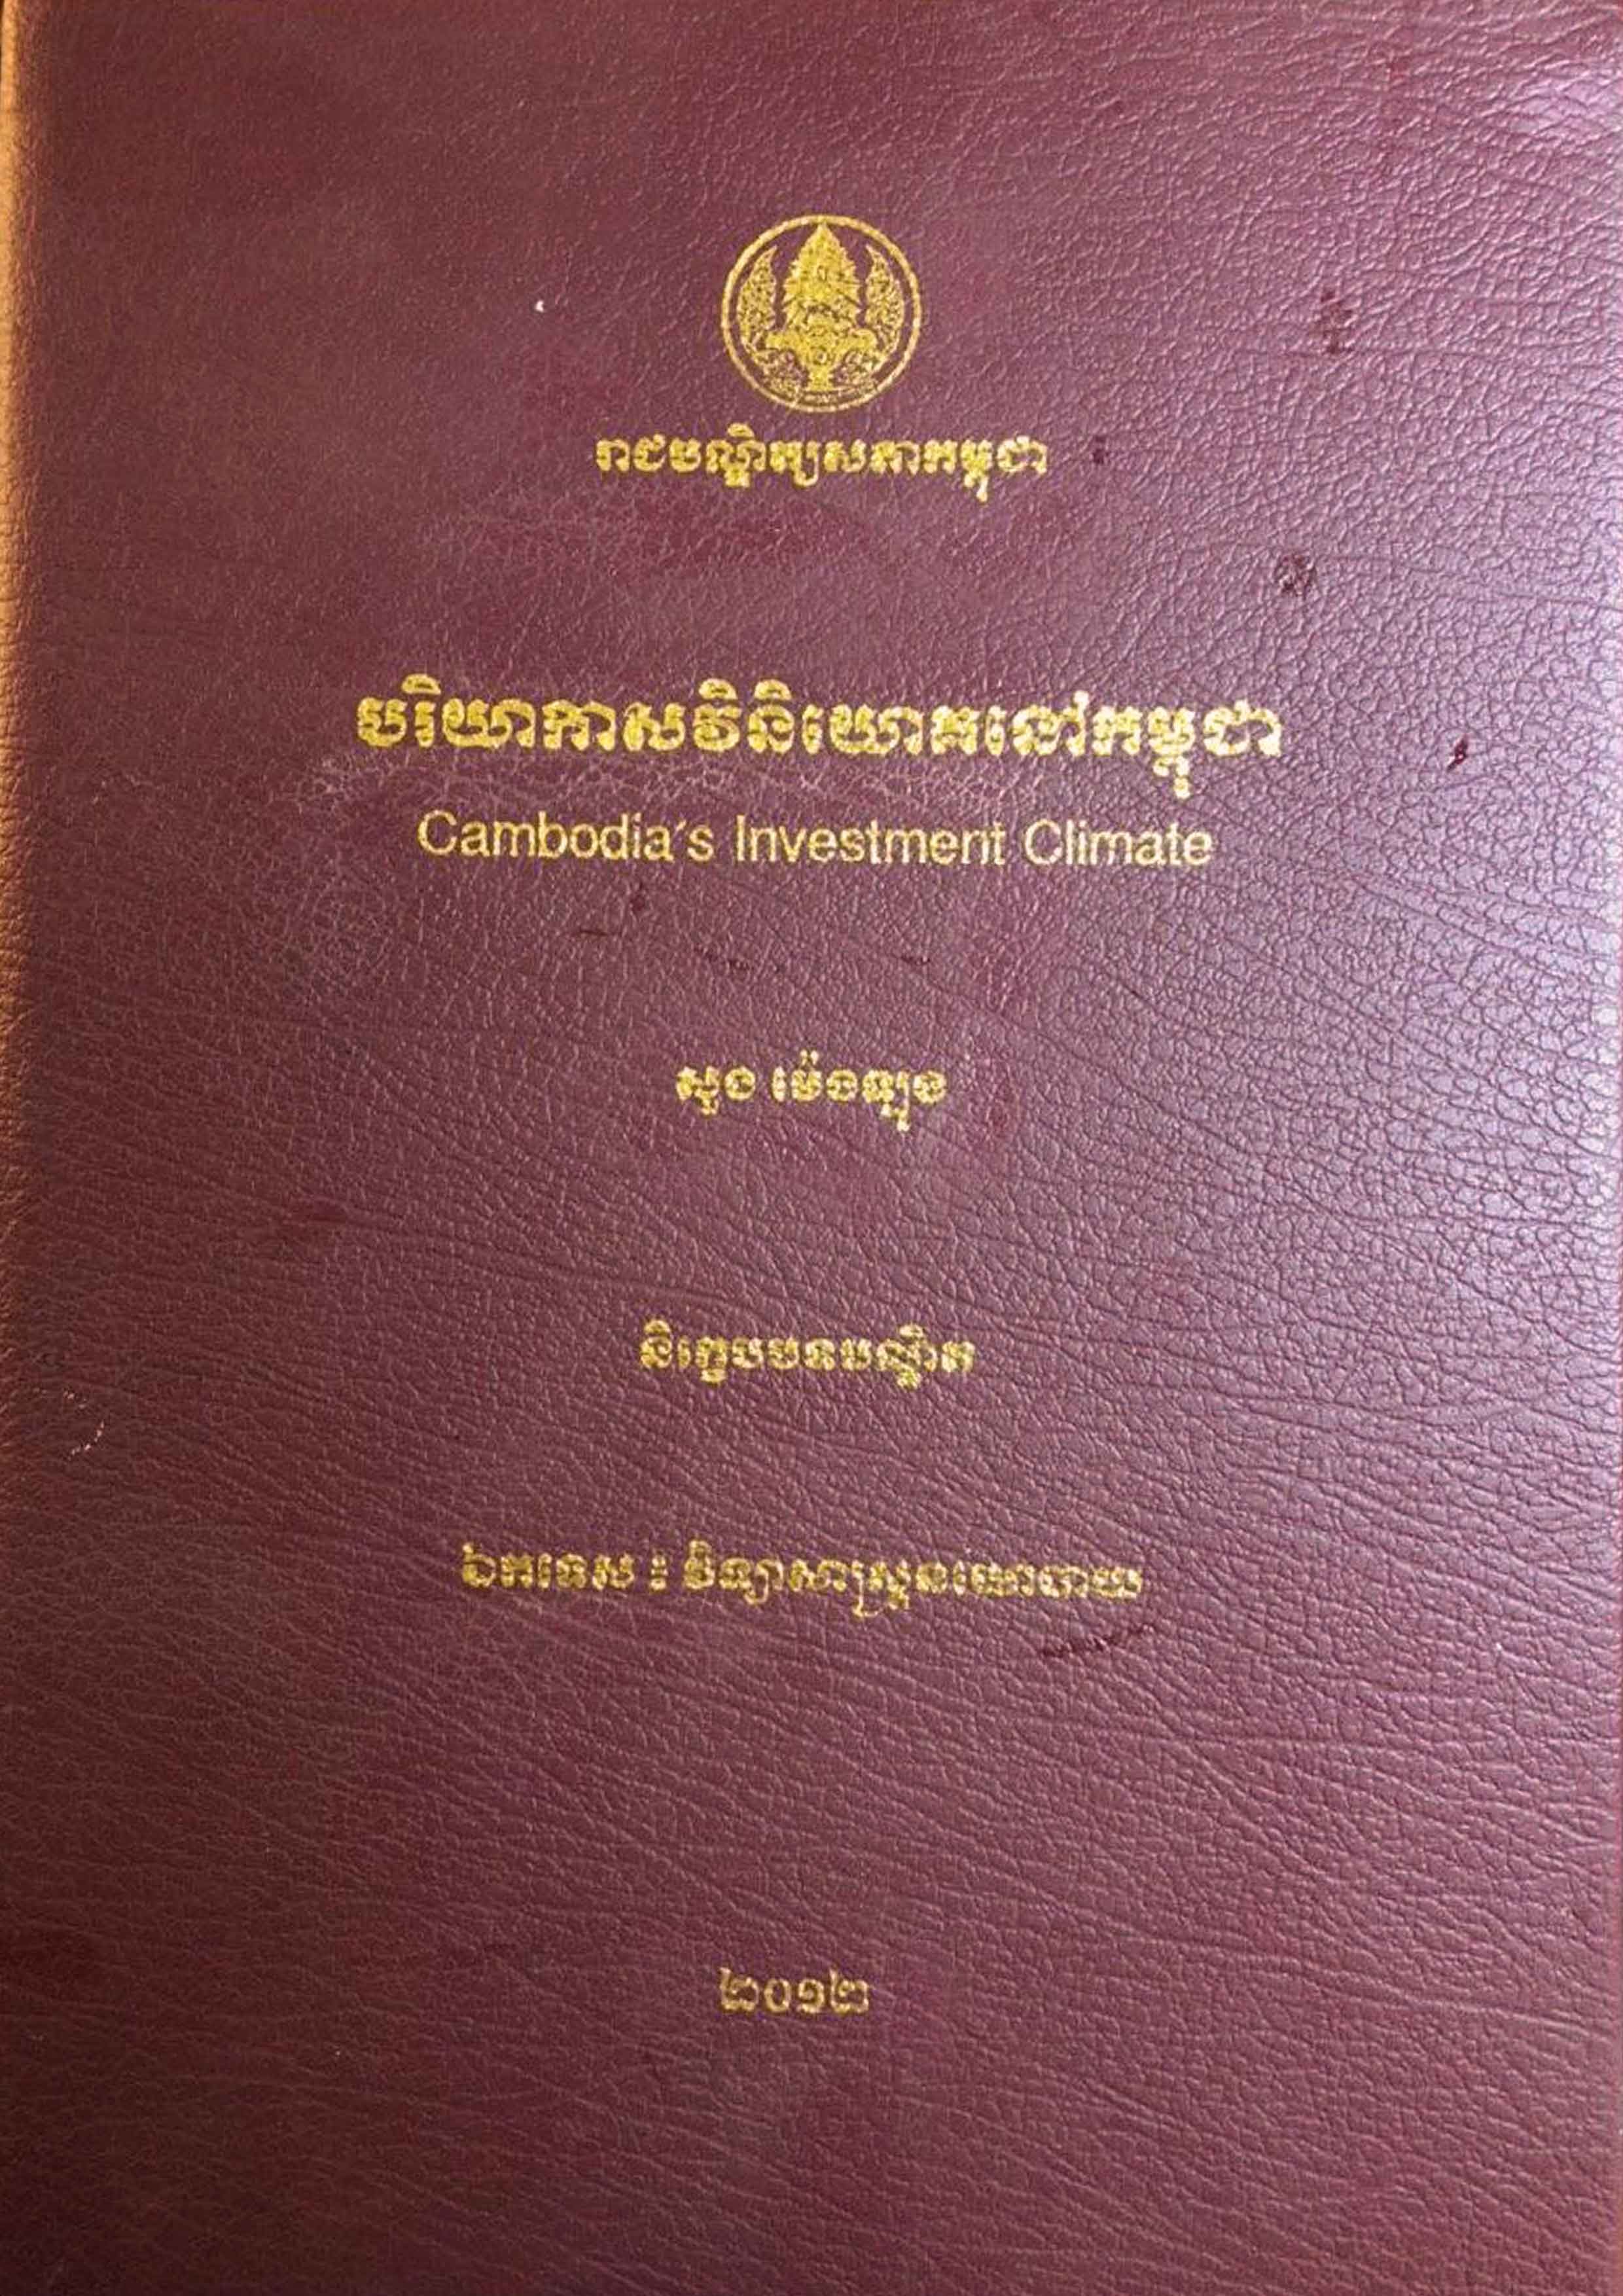 រាជបណ្ឌិត្យសភាកម្ពុជា
បរិយាកាសវិនិយោគនៅកម្ពុជា
Cambodia's Investment Climate
សួង ម៉េងឡុង
និក្ខេបបទបណ្ឌិត
ឯកទេស ៖ វិទ្យាសាស្ត្រនយោបាយ
២០១២